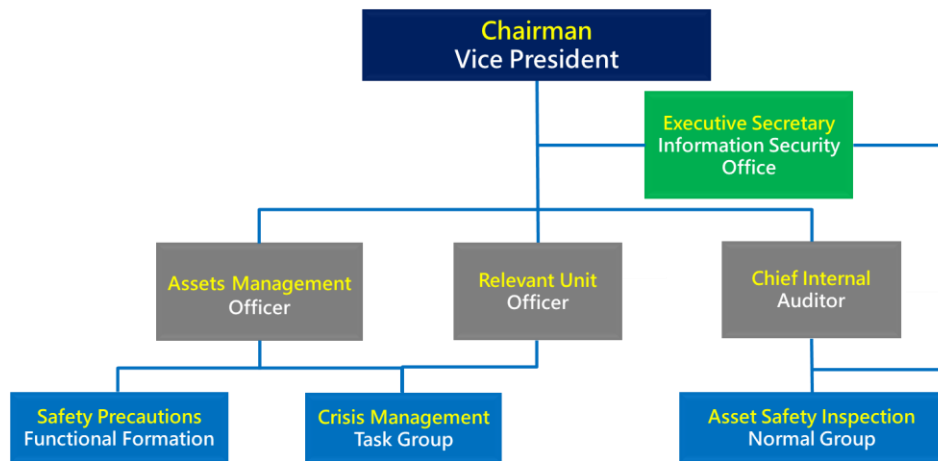 Chairman
Vice President
Executive Secretary
Information Security
Office
Assets Management
Officer
Relevant Unit
Officer
Chief Internal
Auditor
Safety Precautions
Functional Formation
Crisis Management
Task Group
Asset Safety Inspection
Normal Group